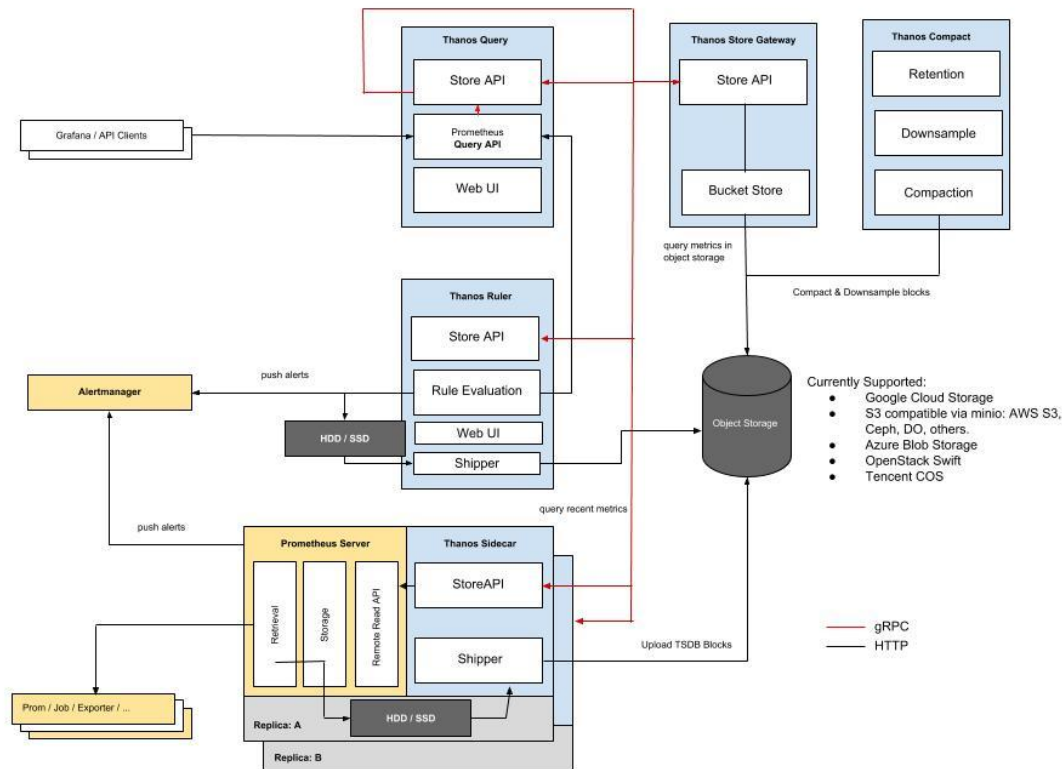 Thanos Query
Store API
Prometheus
Query API
Web UI
Thanos Store Gateway
Store API
Bucket Store
Thanos Compact
Retention
Downsample
Compaction
Grafana / API Clients
query metrics in
object storage
Compact & Downsample blocks
Thanos Ruler
Store API
Rule Evaluation
Web UI
Shipper
push alerts
Alertmanager
HDD / SSD
Object Storage
Currently Supported:
● Google Cloud Storage
● S3 compatible via minio: AWS S3,
Ceph, DO, others.
● Azure Blob Storage
● OpenStack Swift
● Tencent COS
query recent metrics
push alerts
Prometheus Server
Retrieval
Storage
Remote Read API
Thanos Sidecar
StoreAPI
Shipper
Upload TSDB Blocks
gRPC
HTTP
Prom / Job / Exporter / ...
Replica: A
HDD / SSD
Replica: B